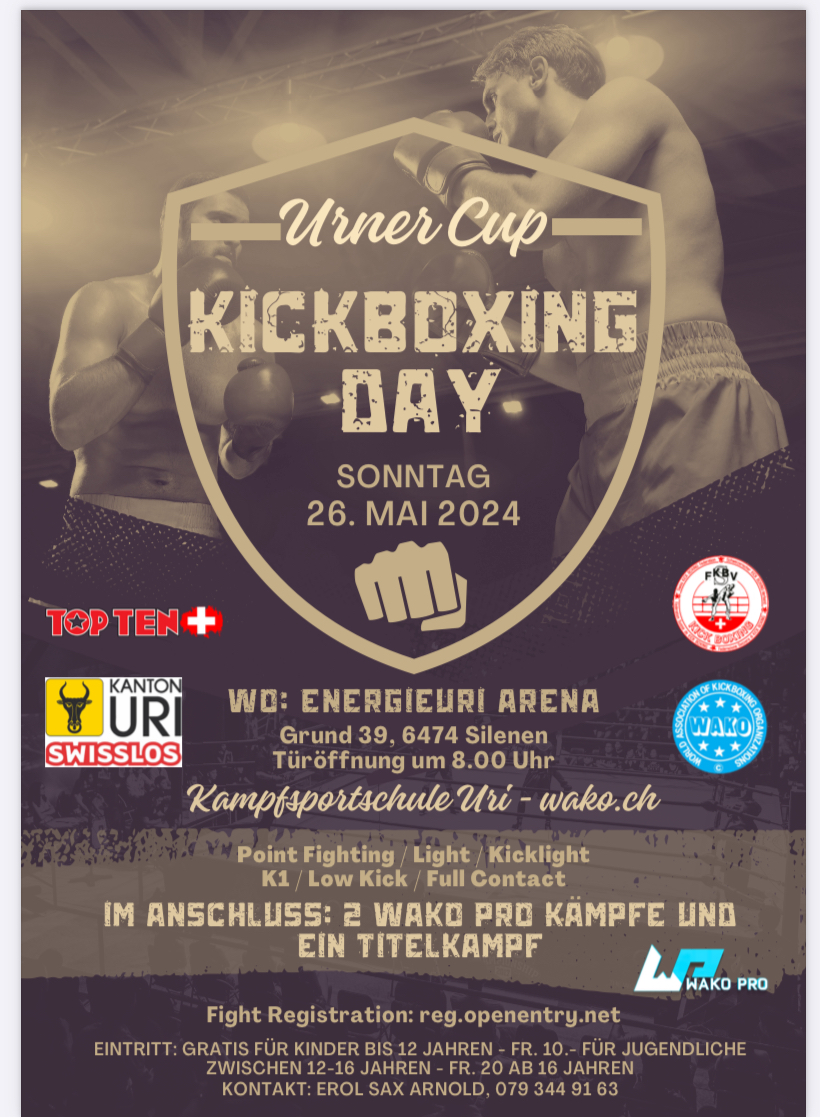 Urner Cup
KICKBOXING
DAY
SONNTAG
26. MAI 2024
TOP TEN
FKBV
KICK BOXING
KANTON
URI
SWISSLOS
WORLD ASSOCIATION OF KICKBOXING ORGANIZATIONS
WAKO
WO: ENERGIEURI ARENA
Grund 39, 6474 Silenen
Türöffnung um 8.00 Uhr
Kampfsportschule Uri - wako.ch
Point Fighting / Light / Kicklight
K1 / Low Kick / Full Contact
IM ANSCHLUSS: 2 WAKO PRO KÄMPFE UND
EIN TITELKAMPF
WP
WAKO PRO
Fight Registration: reg.openentry.net
EINTRITT: GRATIS FÜR KINDER BIS 12 JAHREN - FR. 10.- FÜR JUGENDLICHE
ZWISCHEN 12-16 JAHREN - FR. 20 AB 16 JAHREN
KONTAKT: EROL SAX ARNOLD, 079 344 91 63